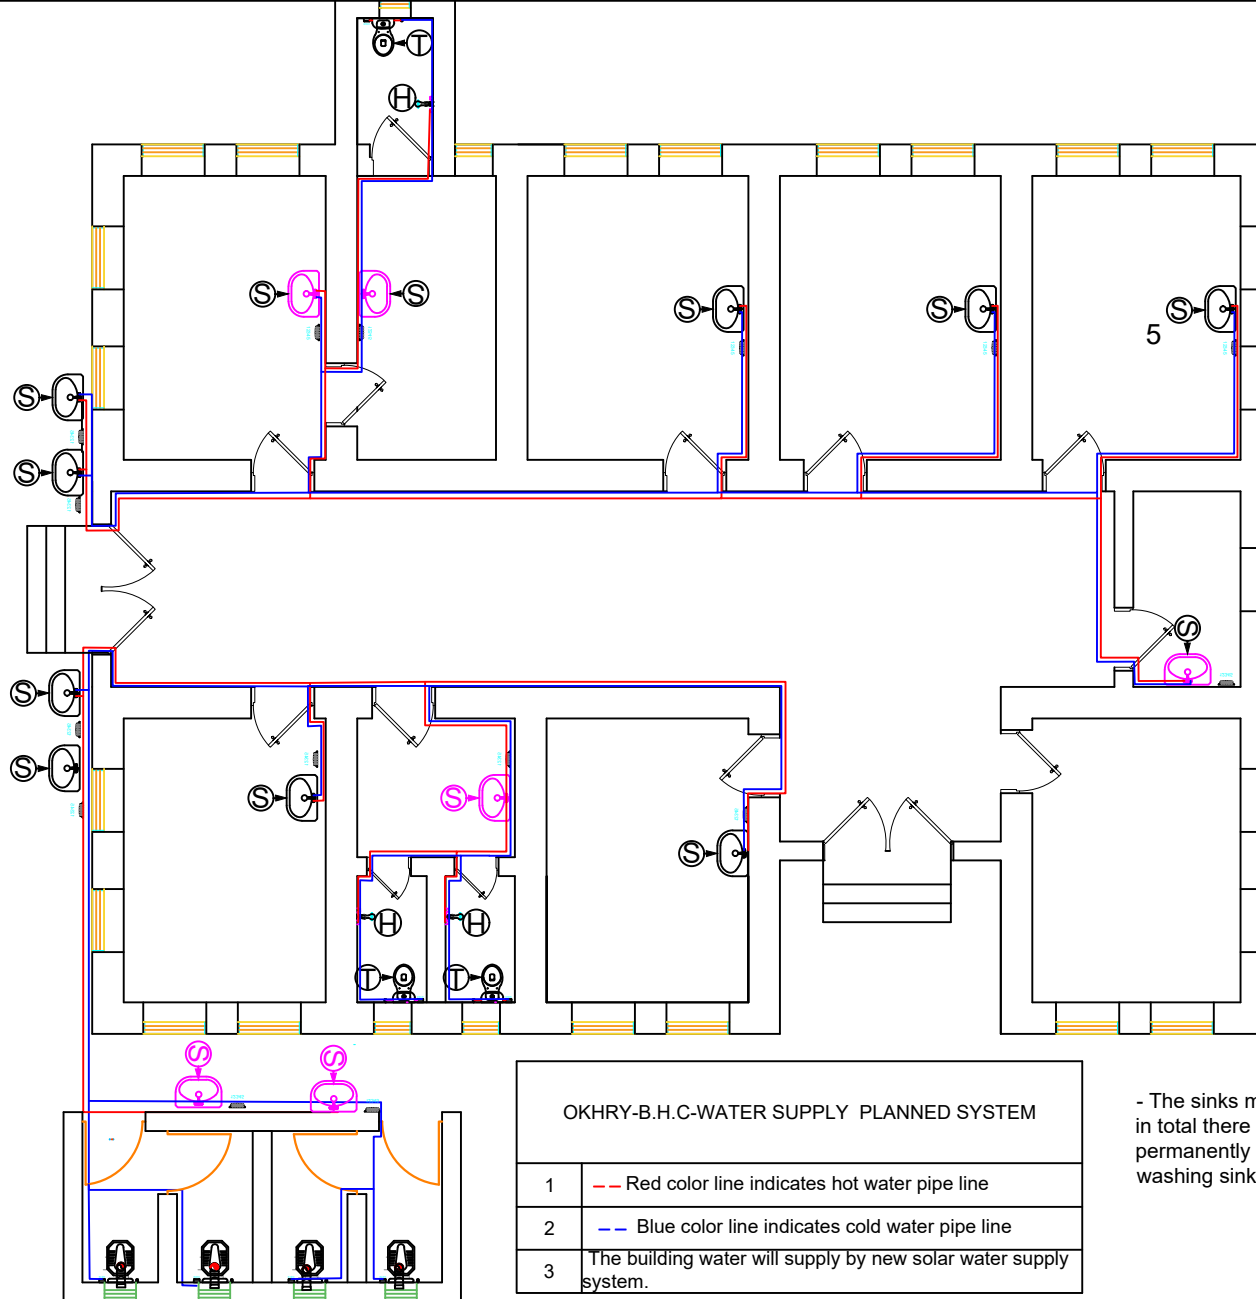 T
H
S
S
S
S
S
5
S
S
S
S
S
S
S
S
H
H
T
T
S
S
OKHRY-B.H.C-WATER SUPPLY PLANNED SYSTEM
1 Red color line indicates hot water pipe line
2 Blue color line indicates cold water pipe line
3 The building water will supply by new solar water supply
system.
- The sinks m
in total there
permanently
washing sink